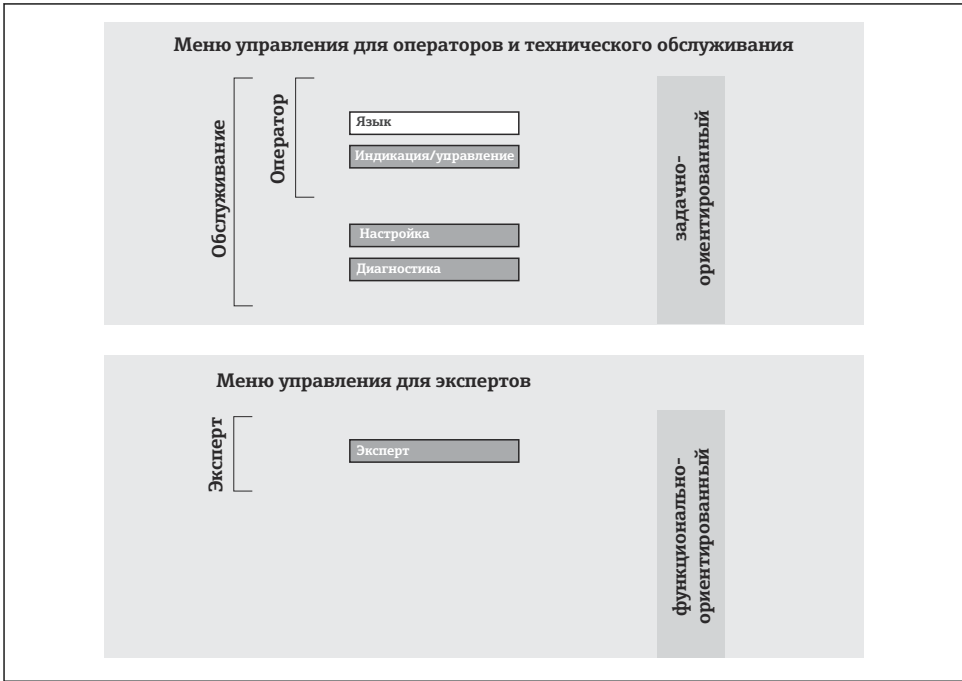 Меню управления для операторов и технического обслуживания
Обслуживание
Оператор
Язык
Индикация/управление
Настройка
Диагностика
задачно-
ориентированный
Меню управления для экспертов
Эксперт
Эксперт
функционально-
ориентированный